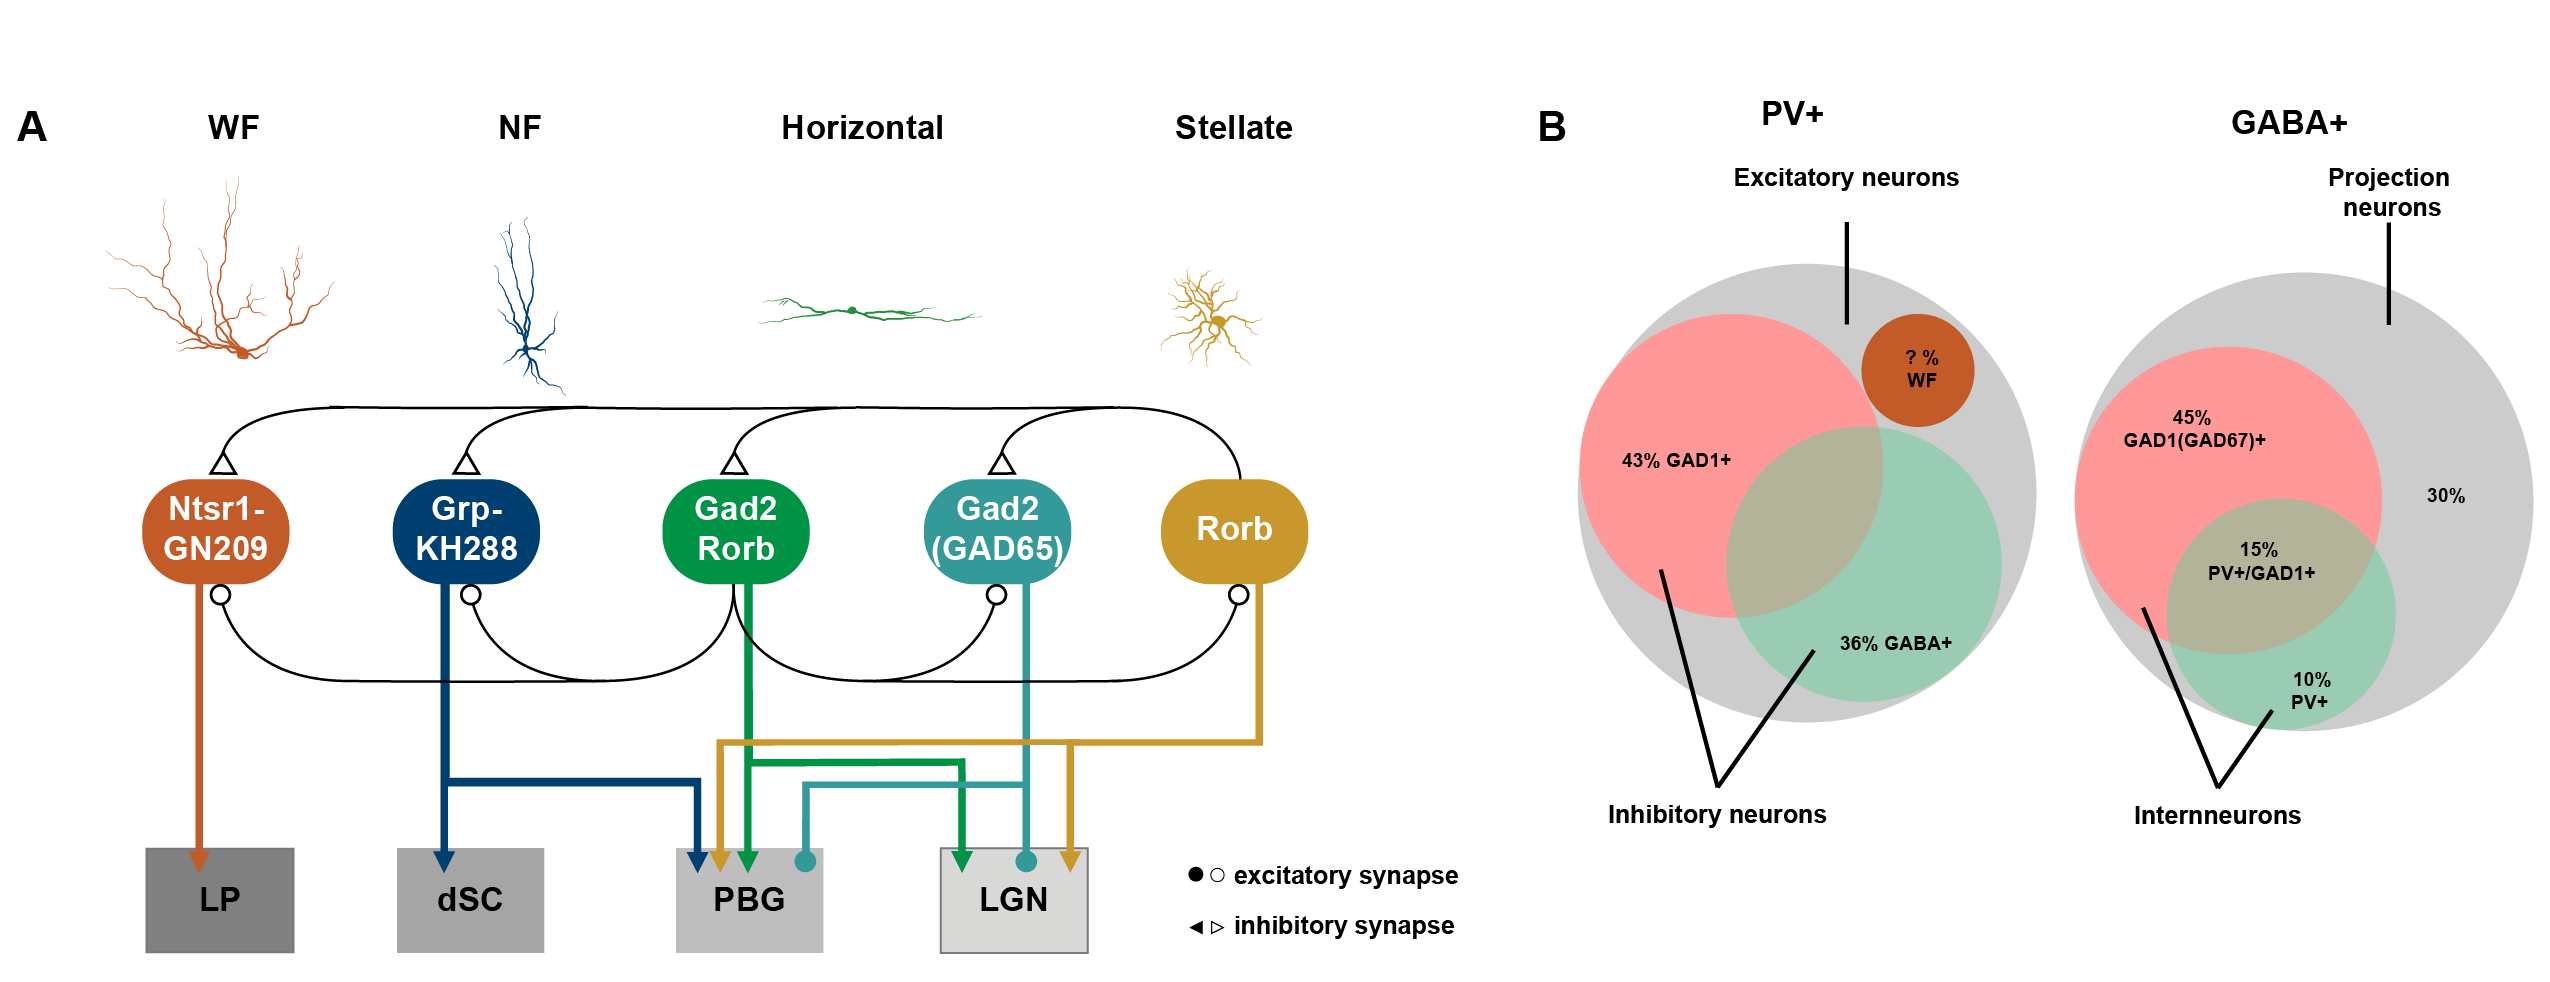 A
WF
NF
Horizontal
Stellate
Ntsr1-
GN209
Grp-
KH288
Gad2
Rorb
Gad2
(GAD65)
Rorb
LP
dSC
PBG
LGN
excitatory synapse
inhibitory synapse
B
PV+
Excitatory neurons
? %
WF
43% GAD1+
36% GABA+
Inhibitory neurons
GABA+
Projection
neurons
45%
GAD1(GAD67)+
30%
15%
PV+/GAD1+
10%
PV+
Internneurons